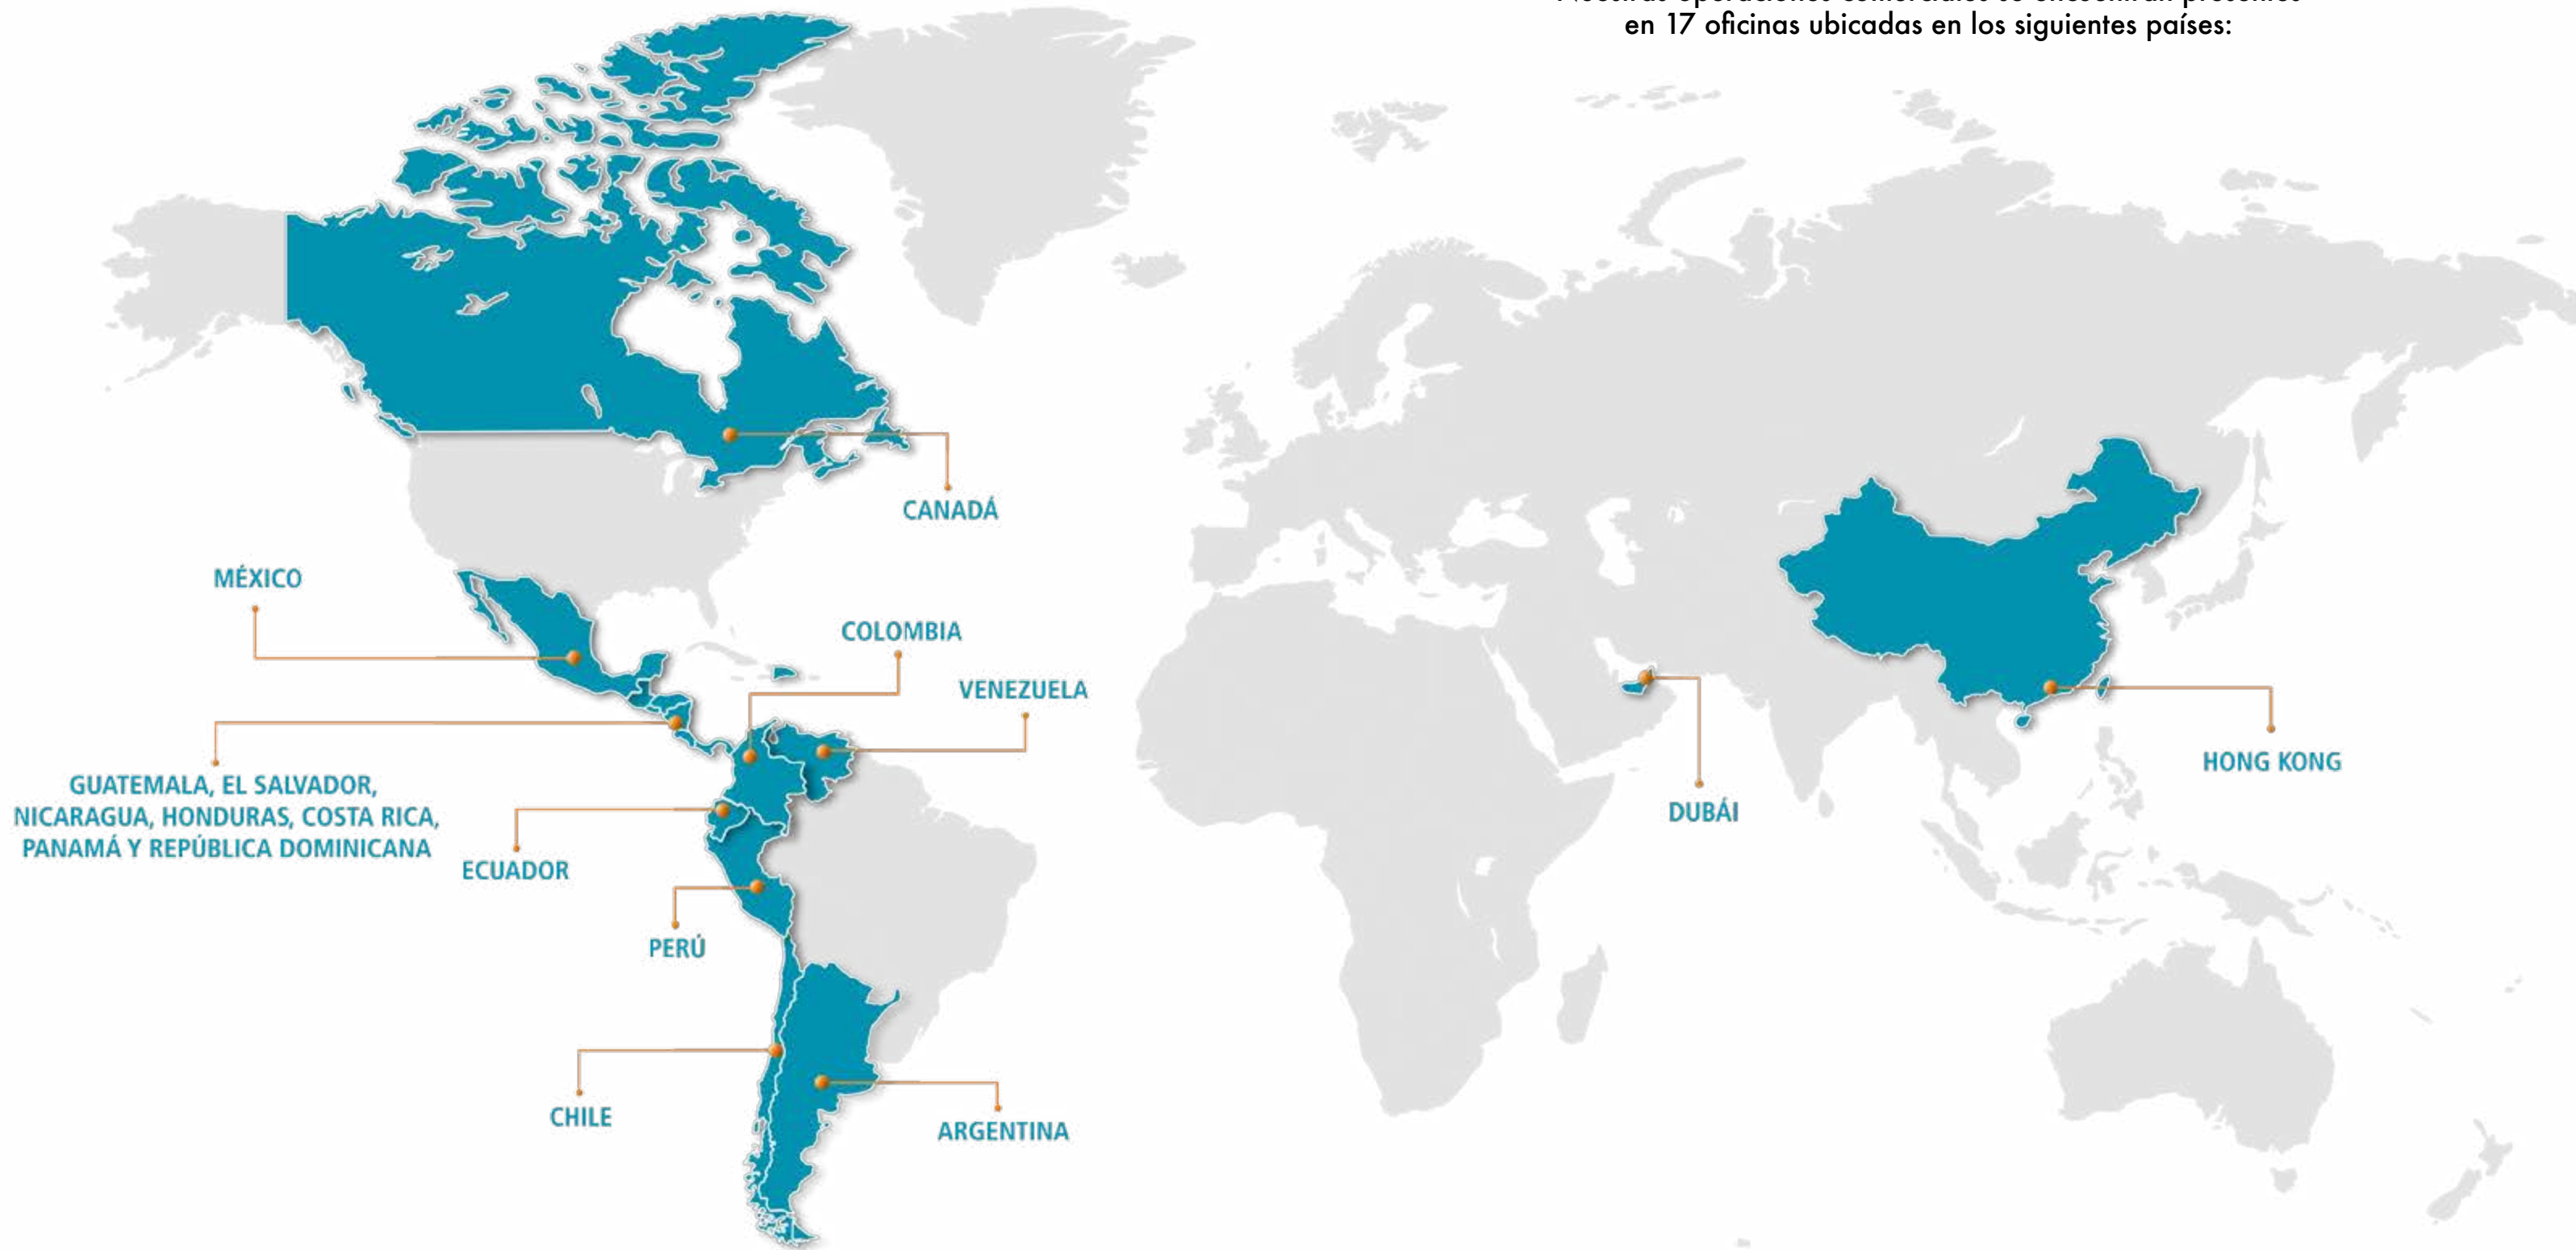 en 17 oficinas ubicadas en los siguientes países:
CANADÁ
MÉXICO
COLOMBIA
VENEZUELA
GUATEMALA, EL SALVADOR,
NICARAGUA, HONDURAS, COSTA RICA,
PANAMÁ Y REPÚBLICA DOMINICANA
ECUADOR
PERÚ
CHILE
ARGENTINA
DUBÁI
HONG KONG